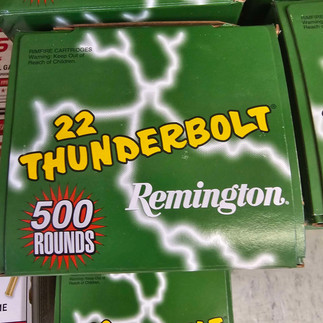 RIMFIRE CARTRIDGES
Warning: Keep Out of
Reach of Children.
22
THUNDERBOLT®
500
ROUNDS
Remington®